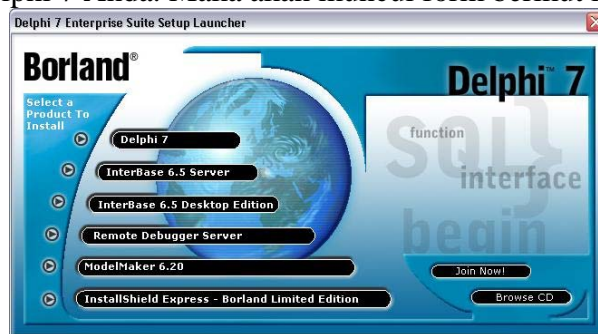 Delphi 7 Enterprise Suite Setup Launcher
Borland®
Delphi™ 7
Select a
Product To
Install
Delphi 7
InterBase 6.5 Server
InterBase 6.5 Desktop Edition
Remote Debugger Server
ModelMaker 6.20
InstallShield Express - Borland Limited Edition
function
SQL}
interface
begin
Join Now!
Browse CD